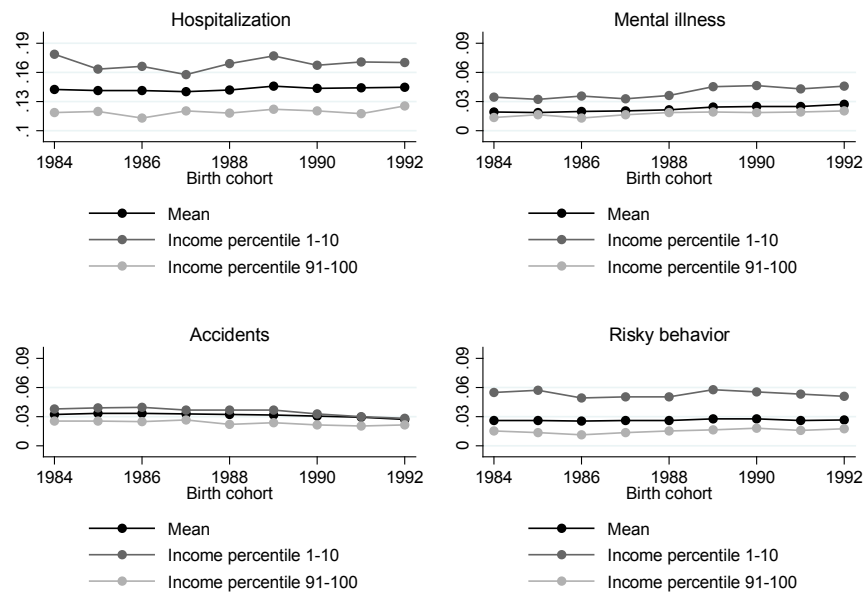 Hospitalization
.1 .13 .16 .19
1984 1986 1988 1990 1992
Birth cohort
Mean
Income percentile 1-10
Income percentile 91-100
Mental illness
0 .03 .06 .09
1984 1986 1988 1990 1992
Birth cohort
Mean
Income percentile 1-10
Income percentile 91-100
Accidents
0 .03 .06 .09
1984 1986 1988 1990 1992
Birth cohort
Mean
Income percentile 1-10
Income percentile 91-100
Risky behavior
0 .03 .06 .09
1984 1986 1988 1990 1992
Birth cohort
Mean
Income percentile 1-10
Income percentile 91-100